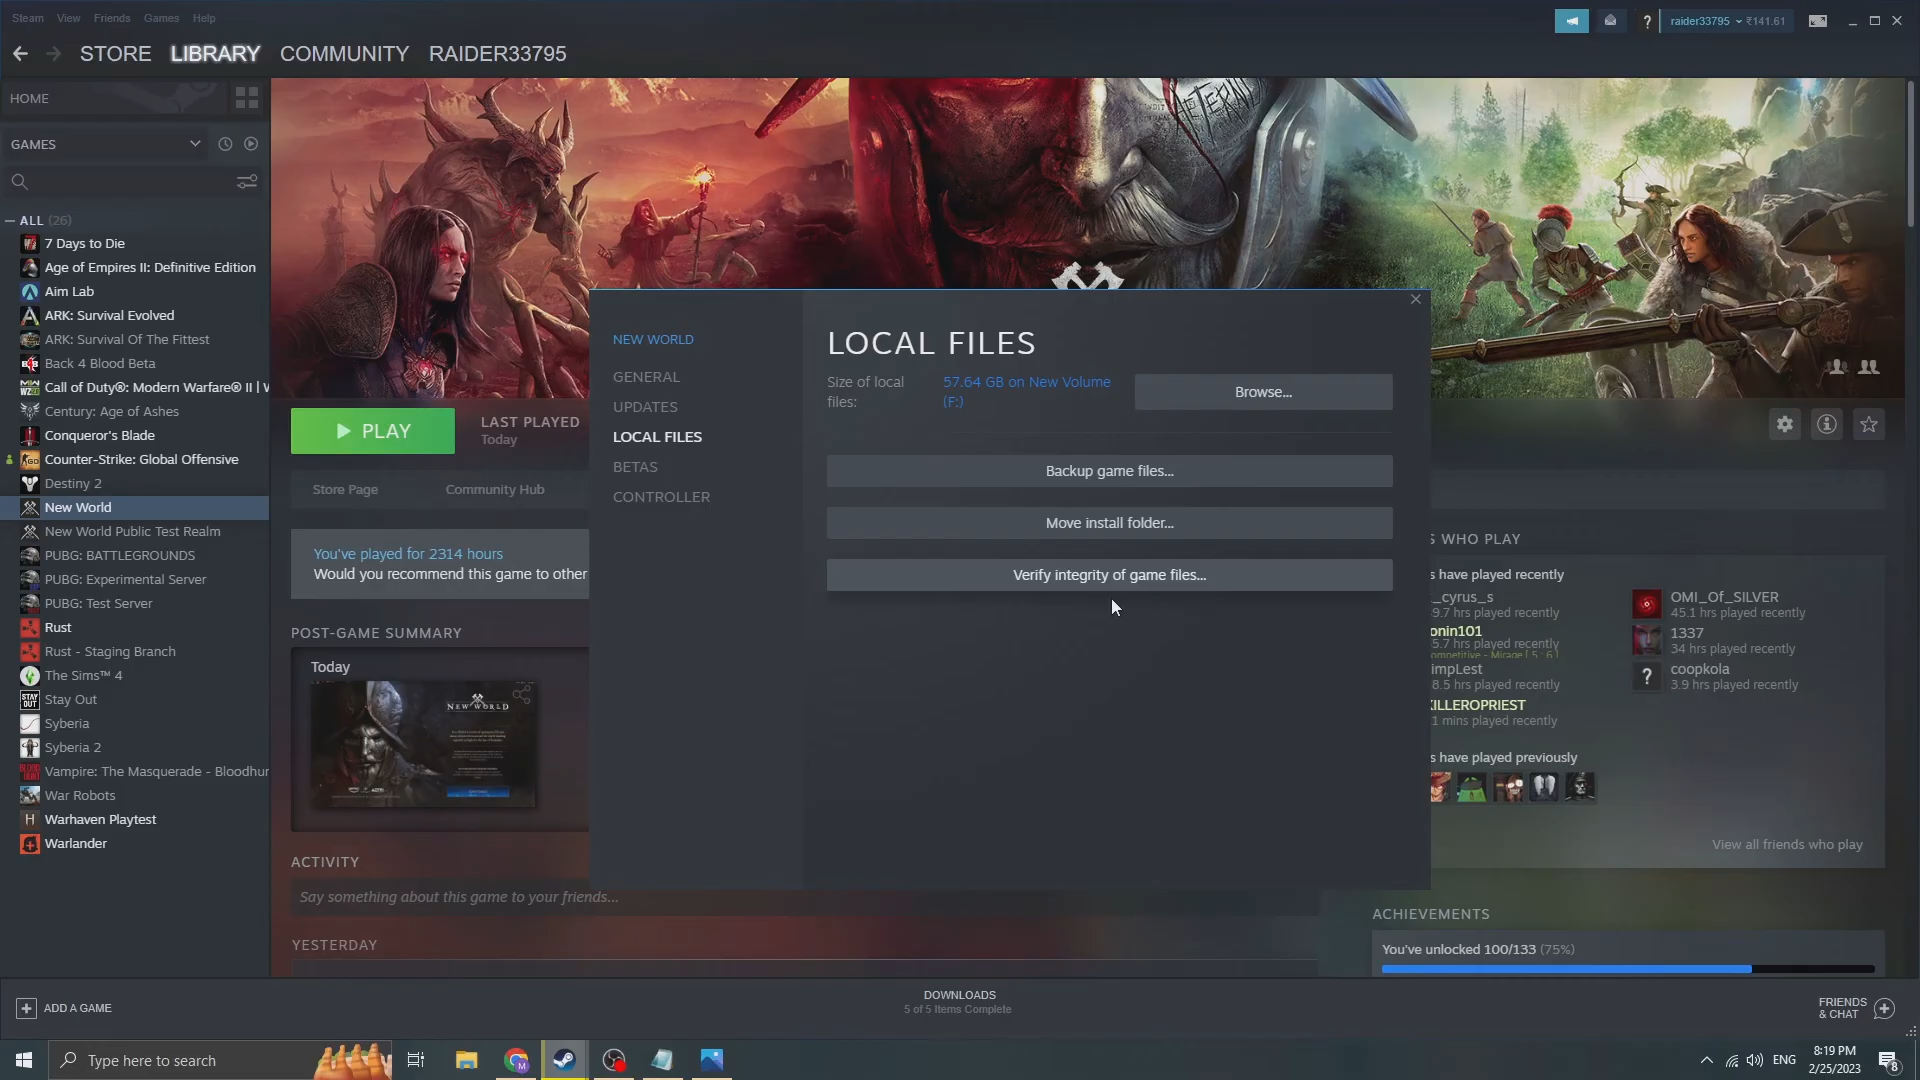 Steam View Friends Games Help
raider33795 ₹141.61
STORE LIBRARY COMMUNITY RAIDER33795
HOME
GAMES
ALL (26)
7 Days to Die
Age of Empires II: Definitive Edition
Aim Lab
ARK: Survival Evolved
ARK: Survival Of The Fittest
Back 4 Blood Beta
Call of Duty®: Modern Warfare® II | W
Century: Age of Ashes
Conqueror's Blade
Counter-Strike: Global Offensive
Destiny 2
New World
New World Public Test Realm
PUBG: BATTLEGROUNDS
PUBG: Experimental Server
PUBG: Test Server
Rust
Rust - Staging Branch
The Sims™ 4
Stay Out
Syberia
Syberia 2
Vampire: The Masquerade - Bloodhun
War Robots
Warhaven Playtest
Warlander
PLAY
LAST PLAYED
Today
Store Page
Community Hub
You've played for 2314 hours
Would you recommend this game to other
POST-GAME SUMMARY
Today
NEW WORLD
ACTIVITY
Say something about this game to your friends...
YESTERDAY
NEW WORLD
GENERAL
UPDATES
LOCAL FILES
BETAS
CONTROLLER
LOCAL FILES
Size of local
files:
57.64 GB on New Volume
(F:)
Browse...
Backup game files...
Move install folder...
Verify integrity of game files...
S WHO PLAY
s have played recently
_cyrus_s
9.7 hrs played recently
onin101
5.7 hrs played recently
ompetitive - Mirage [ 5 : 6 ]
impLest
8.5 hrs played recently
KILLEROPRIEST
1 mins played recently
OMI_Of_SILVER
45.1 hrs played recently
1337
34 hrs played recently
coopkola
3.9 hrs played recently
s have played previously
View all friends who play
ACHIEVEMENTS
You've unlocked 100/133 (75%)
ADD A GAME
DOWNLOADS
5 of 5 Items Complete
FRIENDS
& CHAT
Type here to search
ENG
8:19 PM
2/25/2023
8